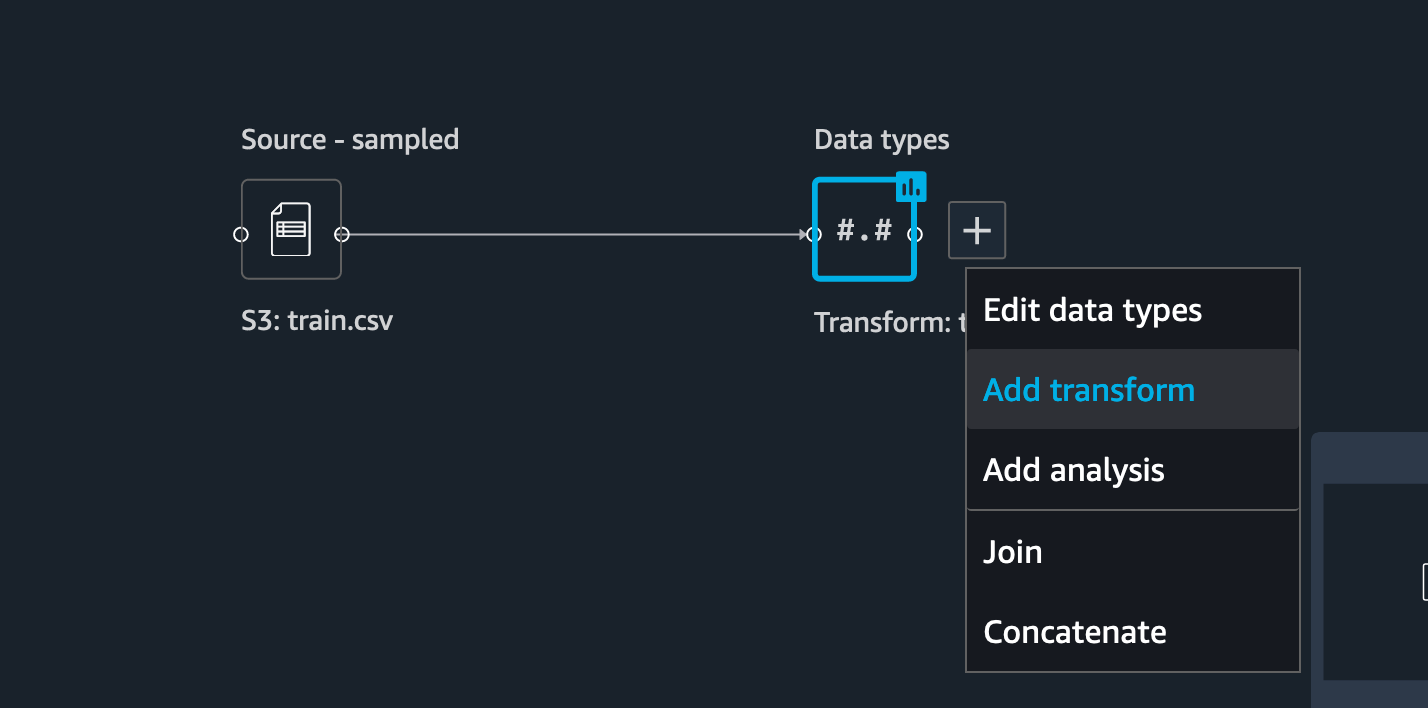 Source - sampled
Data types
#.#
S3: train.csv
Transform:
Edit data types
Add transform
Add analysis
Join
Concatenate